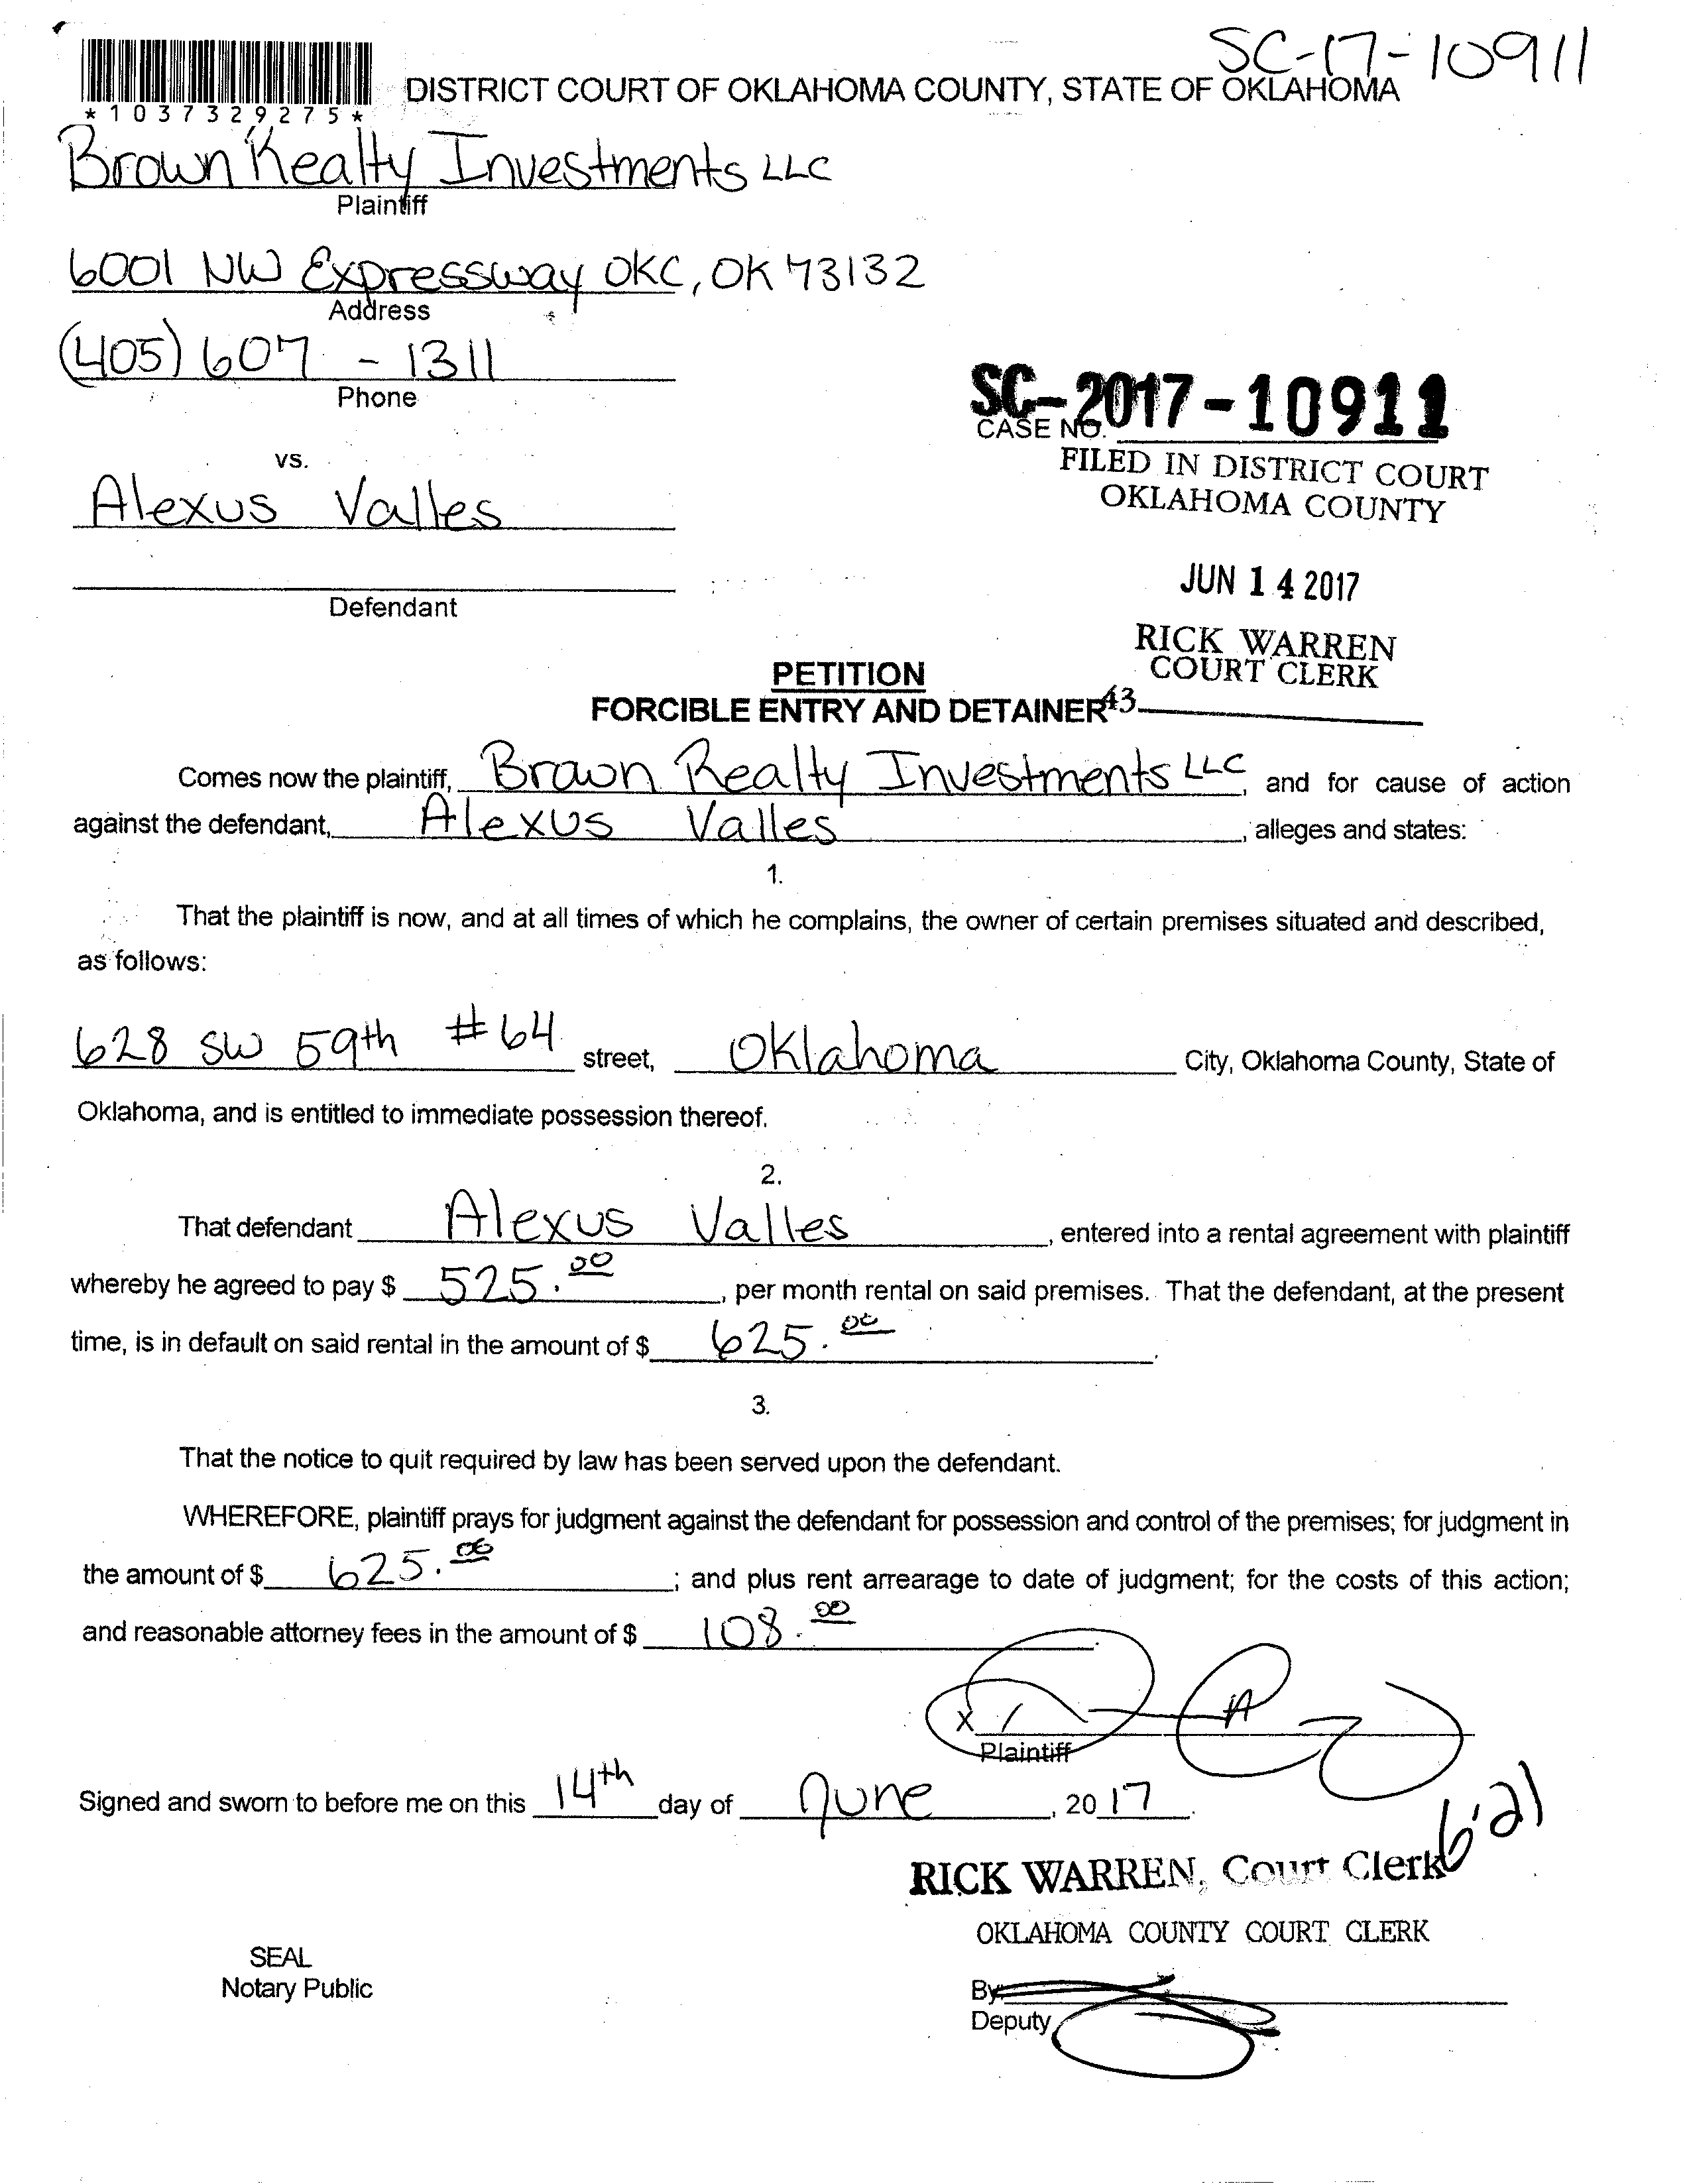 SC-17-10911
DISTRICT COURT OF OKLAHOMA COUNTY, STATE OF OKLAHOMA
*1037329275*
Brown Realty Investments LLC
Plaintiff
6001 NW Expressway OKC, OK 73132
Address
(405) 607 - 1311
Phone
SC-2017-10911
CASE NO.
FILED IN DISTRICT COURT
OKLAHOMA COUNTY
vs.
Alexus Valles
Defendant
JUN 14 2017
RICK WARREN
COURT CLERK
43
PETITION
FORCIBLE ENTRY AND DETAINER
Comes now the plaintiff, Brown Realty Investments LLC, and for cause of action
against the defendant, Alexus Valles, alleges and states:
1.
That the plaintiff is now, and at all times of which he complains, the owner of certain premises situated and described,
as follows:
628 SW 59th #64 street, Oklahoma City, Oklahoma County, State of
Oklahoma, and is entitled to immediate possession thereof.
2.
That defendant Alexus Valles, entered into a rental agreement with plaintiff
whereby he agreed to pay $ 525.00, per month rental on said premises. That the defendant, at the present
time, is in default on said rental in the amount of $ 625.00.
3.
That the notice to quit required by law has been served upon the defendant.
WHEREFORE, plaintiff prays for judgment against the defendant for possession and control of the premises; for judgment in
the amount of $ 625.00; and plus rent arrearage to date of judgment; for the costs of this action;
and reasonable attorney fees in the amount of $ 108.00.
X
Plaintiff
Signed and sworn to before me on this 14th day of June, 2017.
6.21
RICK WARREN, Court Clerk
OKLAHOMA COUNTY COURT CLERK
SEAL
Notary Public
By:
Deputy